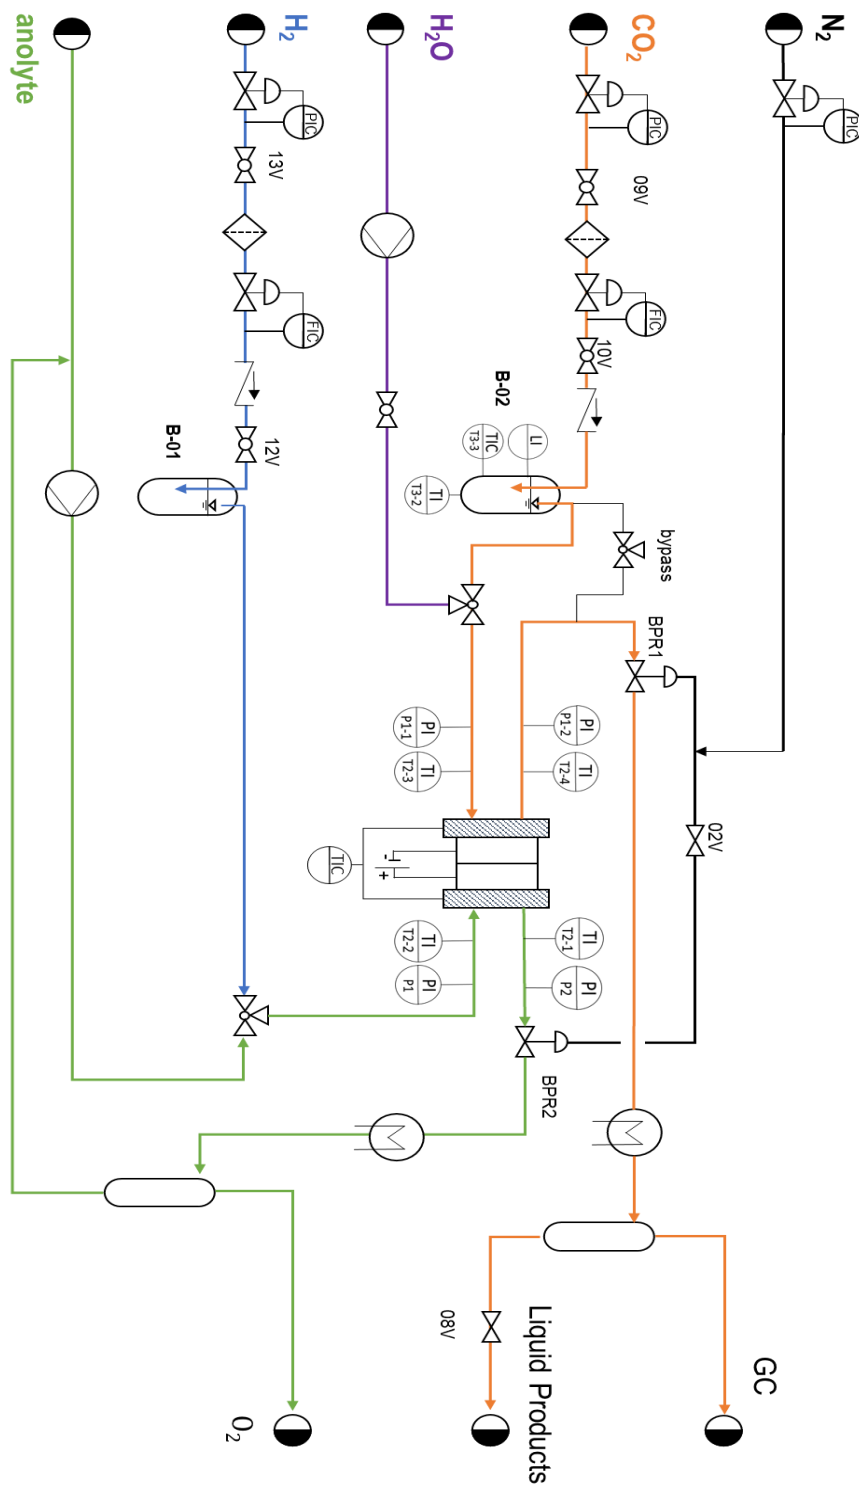 anolyte
H2
H2O
CO2
N2
PIC
PIC
PIC
13V
09V
FIC
FIC
10V
12V
B-01
B-02
TIC
T3-3
LI
TI
T3-2
bypass
BPR1
PI
P1-1
PI
P1-2
TI
T2-3
TI
T2-4
02V
TIC
-
+
TI
T2-2
TI
T2-1
PI
P1
PI
P2
BPR2
08V
Liquid Products
GC
O2